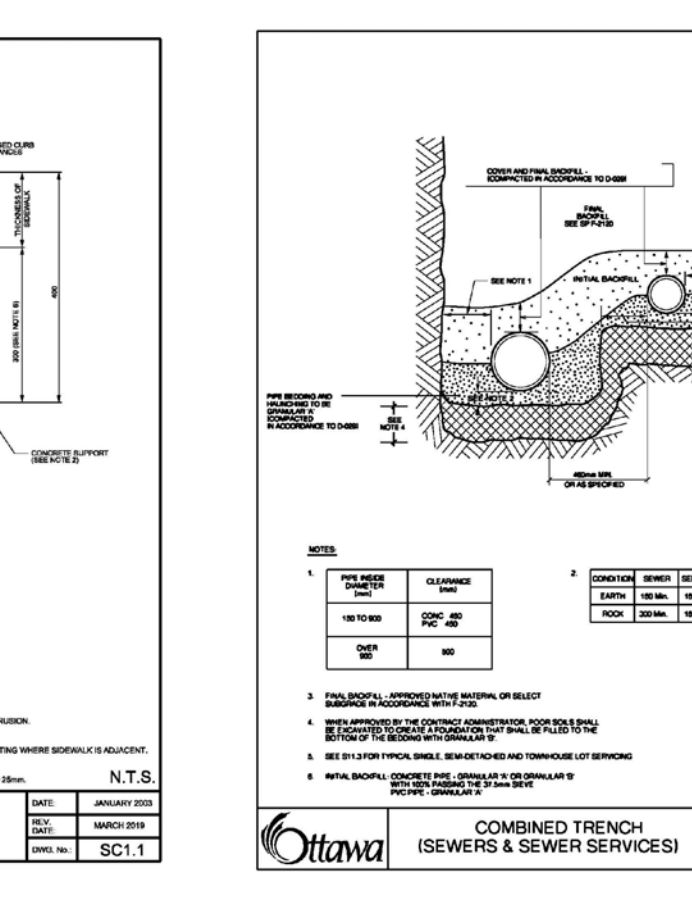 CURB
THICKNESS OF
SIDEWALK
300 (SEE NOTE 6)
400
CONCRETE SUPPORT
(SEE NOTE 2)
WHERE SIDEWALK IS ADJACENT.
25mm.
N.T.S.
DATE: JANUARY 2003
REV. DATE: MARCH 2019
DWG. No.: SC1.1
COVER AND FINAL BACKFILL -
(COMPACTED IN ACCORDANCE TO D-029)
FINAL
BACKFILL
SEE SP F-2120
SEE NOTE 1
INITIAL BACKFILL
PIPE BEDDING AND
HAUNCHING TO BE
GRANULAR 'A'
(COMPACTED
IN ACCORDANCE TO D-029)
SEE
NOTE 4
SEE NOTE 2
MIN.
OR AS SPECIFIED
NOTES:
1.
PIPE INSIDE
DIAMETER
[mm]
CLEARANCE
(mm)
150 TO 900
CONC 450
PVC 450
OVER
900
2.
CONDITION SEWER
EARTH 150 Min.
ROCK 300 Min.
3. FINAL BACKFILL - APPROVED NATIVE MATERIAL OR SELECT
SUBGRADE IN ACCORDANCE WITH F-2120.
4. WHEN APPROVED BY THE CONTRACT ADMINISTRATOR, POOR SOILS SHALL
BE EXCAVATED TO CREATE A FOUNDATION THAT SHALL BE FILLED TO THE
BOTTOM OF THE BEDDING WITH GRANULAR 'B'.
5. SEE S11.3 FOR TYPICAL SINGLE, SEMI-DETACHED AND TOWNHOUSE LOT SERVICING
6. INITIAL BACKFILL: CONCRETE PIPE - GRANULAR 'A' OR GRANULAR 'B'
WITH 100% PASSING THE 37.5mm SIEVE
PVC PIPE - GRANULAR 'A'
Ottawa
COMBINED TRENCH
(SEWERS & SEWER SERVICES)